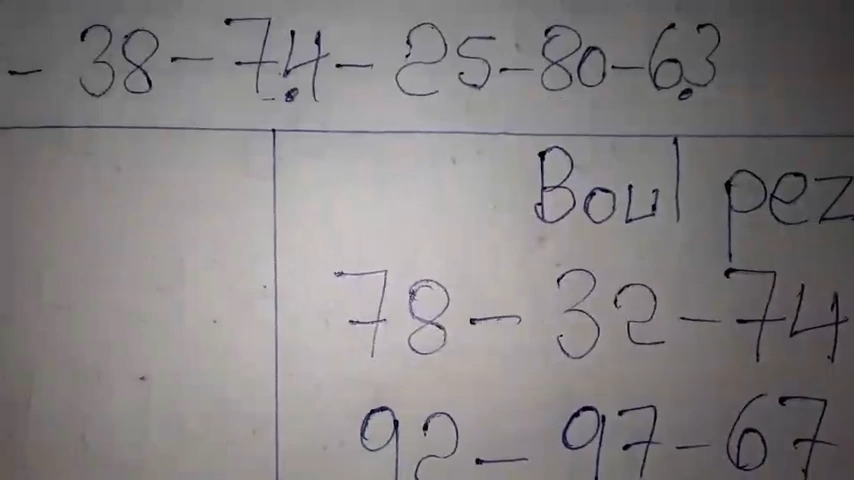 - 38 - 74 - 25 - 80 - 63
Boul pez
78 - 32 - 74
92 - 97 - 67